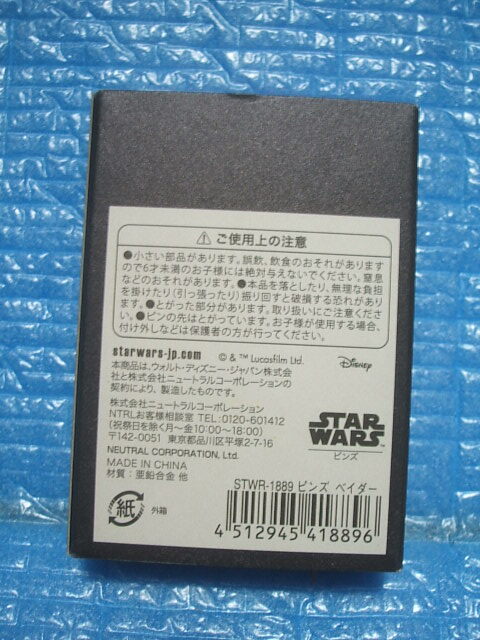 ⚠ご使用上の注意
●小さい部品があります。誤飲、飲食のおそれがあります
ので6才未満のお子様には絶対与えないでください。窒息
などのおそれがあります。●本品を落としたり、無理な負担
を掛けたり(引っ張ったり)振り回すと破損する恐れがあり
ます。●とがった部分があります。取り扱いにご注意くださ
い。●ピンの先はとがっています。お子様が使用する場合、
付け外しなどは保護者の方が行ってください。
starwars-jp.com © & ™ Lucasfilm Ltd. Disney
本商品は、ウォルト・ディズニー・ジャパン株式会
社と株式会社ニュートラルコーポレーションの
契約により、製造したものです。
株式会社ニュートラルコーポレーション
NTRLお客様相談室 TEL:0120-601412
(祝祭日を除く月~金10:00~18:00)
〒142-0051 東京都品川区平塚2-7-16
NEUTRAL CORPORATION, Ltd.
MADE IN CHINA
材質:亜鉛合金 他
STAR WARS
ピンズ
紙 外箱
STWR-1889 ピンズ ベイダー
4 512945 418896